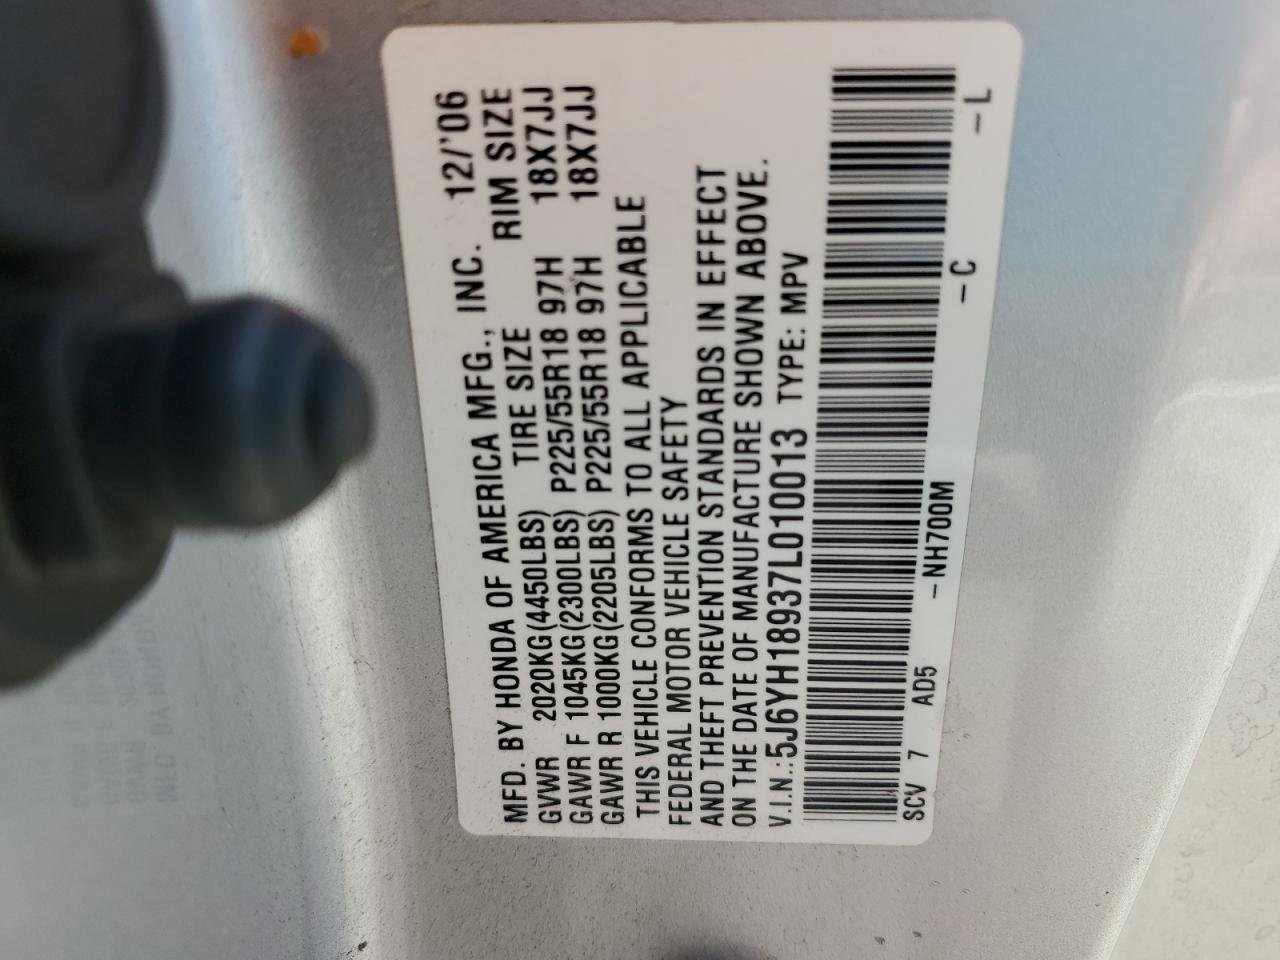 MFD. BY HONDA OF AMERICA MFG., INC. 12/'06
GVWR 2020KG(4450LBS) TIRE SIZE RIM SIZE
GAWR F 1045KG(2300LBS) P225/55R18 97H 18X7JJ
GAWR R 1000KG(2205LBS) P225/55R18 97H 18X7JJ
THIS VEHICLE CONFORMS TO ALL APPLICABLE
FEDERAL MOTOR VEHICLE SAFETY
AND THEFT PREVENTION STANDARDS IN EFFECT
ON THE DATE OF MANUFACTURE SHOWN ABOVE.
V.I.N.:5J6YH18937L010013 TYPE: MPV
SCV 7 AD5 -NH700M -C -L